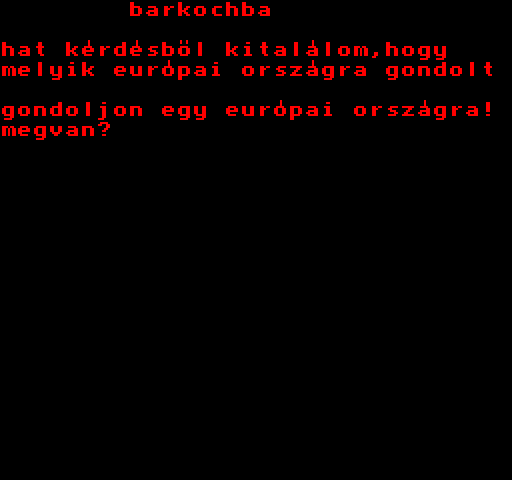 barkochba
hat kérdésböl kitalálom,hogy
melyik európai országra gondolt
gondoljon egy európai országra!
megvan?